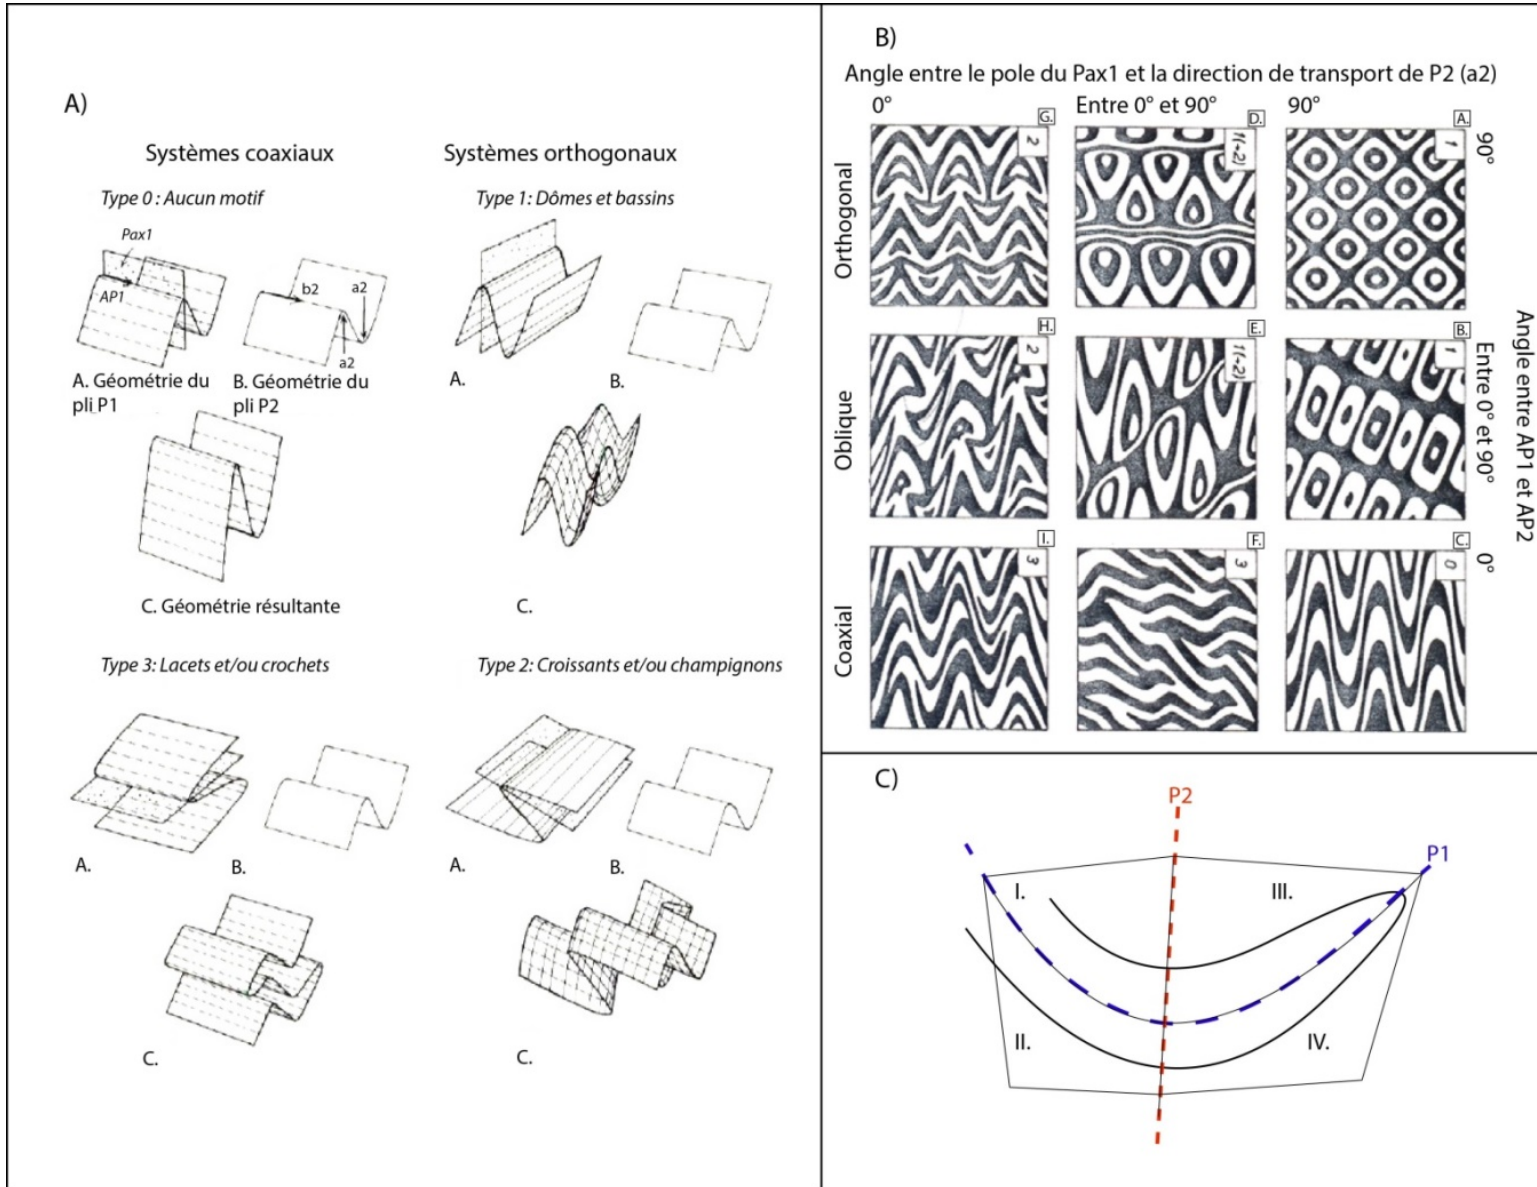 A)
Systèmes coaxiaux
Systèmes orthogonaux
Type 0 : Aucun motif
Type 1: Dômes et bassins
Pax1
AP1
b2
a2
a2
A. Géométrie du
pli P1
B. Géométrie du
pli P2
A.
B.
C. Géométrie résultante
C.
Type 3: Lacets et/ou crochets
Type 2: Croissants et/ou champignons
A.
B.
A.
B.
C.
C.
B)
Angle entre le pole du Pax1 et la direction de transport de P2 (a2)
0°
Entre 0° et 90°
90°
G.
D.
A.
2
1(→2)
1
Orthogonal
90°
H.
E.
B.
2
1(→2)
1
Oblique
Entre 0° et 90°
Angle entre AP1 et AP2
I.
F.
C.
3
3
0
Coaxial
0°
C)
P2
P1
I.
III.
II.
IV.